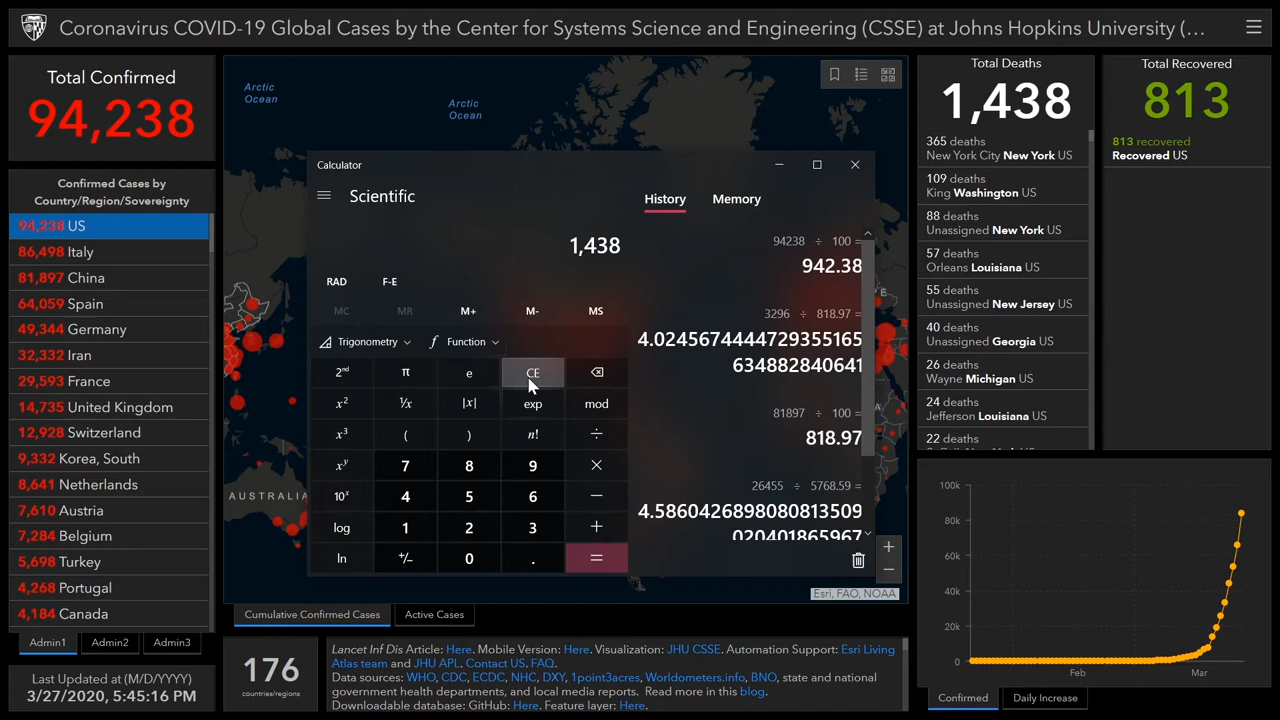 Coronavirus COVID-19 Global Cases by the Center for Systems Science and Engineering (CSSE) at Johns Hopkins University (…
Total Confirmed
94,238
Confirmed Cases by
Country/Region/Sovereignty
94,238 US
86,498 Italy
81,897 China
64,059 Spain
49,344 Germany
32,332 Iran
29,593 France
14,735 United Kingdom
12,928 Switzerland
9,332 Korea, South
8,641 Netherlands
7,610 Austria
7,284 Belgium
5,698 Turkey
4,268 Portugal
4,184 Canada
Admin1 Admin2 Admin3
Last Updated at (M/D/YYYY)
3/27/2020, 5:45:16 PM
Arctic
Ocean
Arctic
Ocean
AUSTRALIA
Calculator
Scientific
1,438
RAD F-E
MC MR M+ M- MS
Trigonometry Function
2nd π e CE
x² ¹/x |x| exp mod
x³ ( ) n! ÷
xʸ 7 8 9 ×
10ˣ 4 5 6 −
log 1 2 3 +
ln +/− 0 . =
History Memory
94238 ÷ 100 =
942.38
3296 ÷ 818.97 =
4.0245674444729355165
634882840641
81897 ÷ 100 =
818.97
26455 ÷ 5768.59 =
4.5860426898080813509
020401865967
+
−
Esri, FAO, NOAA
Cumulative Confirmed Cases Active Cases
176
countries/regions
Lancet Inf Dis Article: Here. Mobile Version: Here. Visualization: JHU CSSE. Automation Support: Esri Living
Atlas team and JHU APL. Contact US. FAQ.
Data sources: WHO, CDC, ECDC, NHC, DXY, 1point3acres, Worldometers.info, BNO, state and
national government health departments, and local media reports. Read more in this blog.
Downloadable database: GitHub: Here. Feature layer: Here.
Total Deaths
1,438
365 deaths
New York City New York US
109 deaths
King Washington US
88 deaths
Unassigned New York US
57 deaths
Orleans Louisiana US
55 deaths
Unassigned New Jersey US
40 deaths
Unassigned Georgia US
26 deaths
Wayne Michigan US
24 deaths
Jefferson Louisiana US
22 deaths
Total Recovered
813
813 recovered
Recovered US
100k
80k
60k
40k
20k
0
Feb Mar
Confirmed Daily Increase